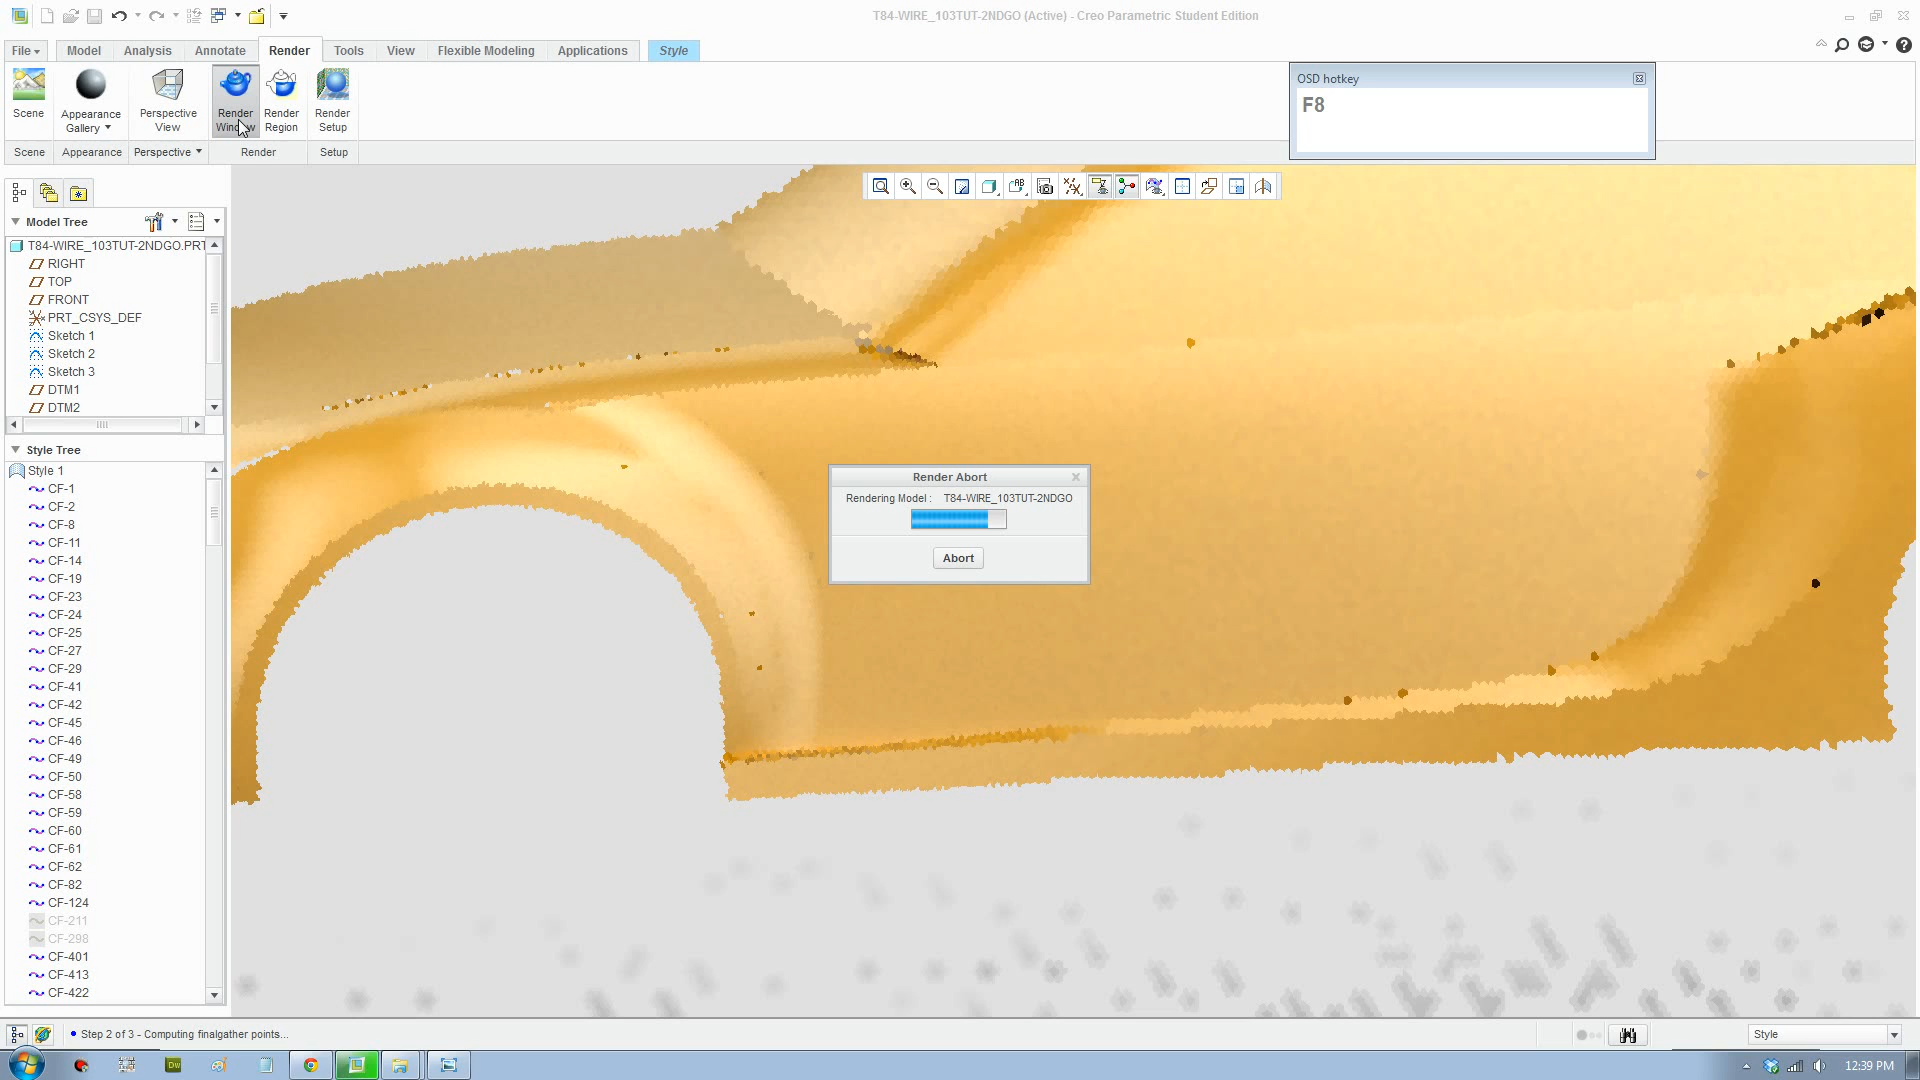 T84-WIRE_103TUT-2NDGO (Active) - Creo Parametric Student Edition
File
Model
Analysis
Annotate
Render
Tools
View
Flexible Modeling
Applications
Style
Scene
Appearance Gallery
Perspective View
Render Window
Render Region
Render Setup
Scene
Appearance
Perspective
Render
Setup
OSD hotkey
F8
Model Tree
T84-WIRE_103TUT-2NDGO.PRT
RIGHT
TOP
FRONT
PRT_CSYS_DEF
Sketch 1
Sketch 2
Sketch 3
DTM1
DTM2
Style Tree
Style 1
CF-1
CF-2
CF-8
CF-11
CF-14
CF-19
CF-23
CF-24
CF-25
CF-27
CF-29
CF-41
CF-42
CF-45
CF-46
CF-49
CF-50
CF-58
CF-59
CF-60
CF-61
CF-62
CF-82
CF-124
CF-211
CF-298
CF-401
CF-413
CF-422
Render Abort
Rendering Model : T84-WIRE_103TUT-2NDGO
Abort
Step 2 of 3 - Computing finalgather points...
Style
Dw
12:39 PM